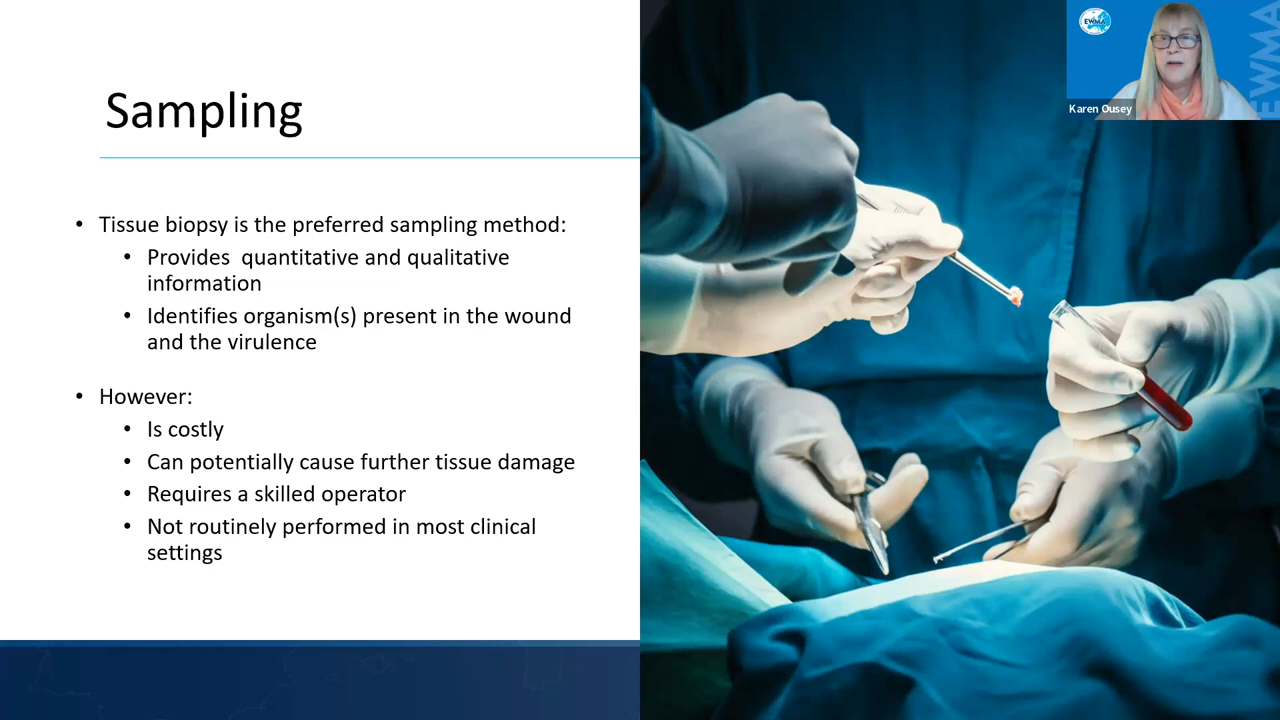 Sampling
• Tissue biopsy is the preferred sampling method:
• Provides  quantitative and qualitative
information
• Identifies organism(s) present in the wound
and the virulence
• However:
• Is costly
• Can potentially cause further tissue damage
• Requires a skilled operator
• Not routinely performed in most clinical
settings
EWMA
EWMA
Karen Ousey